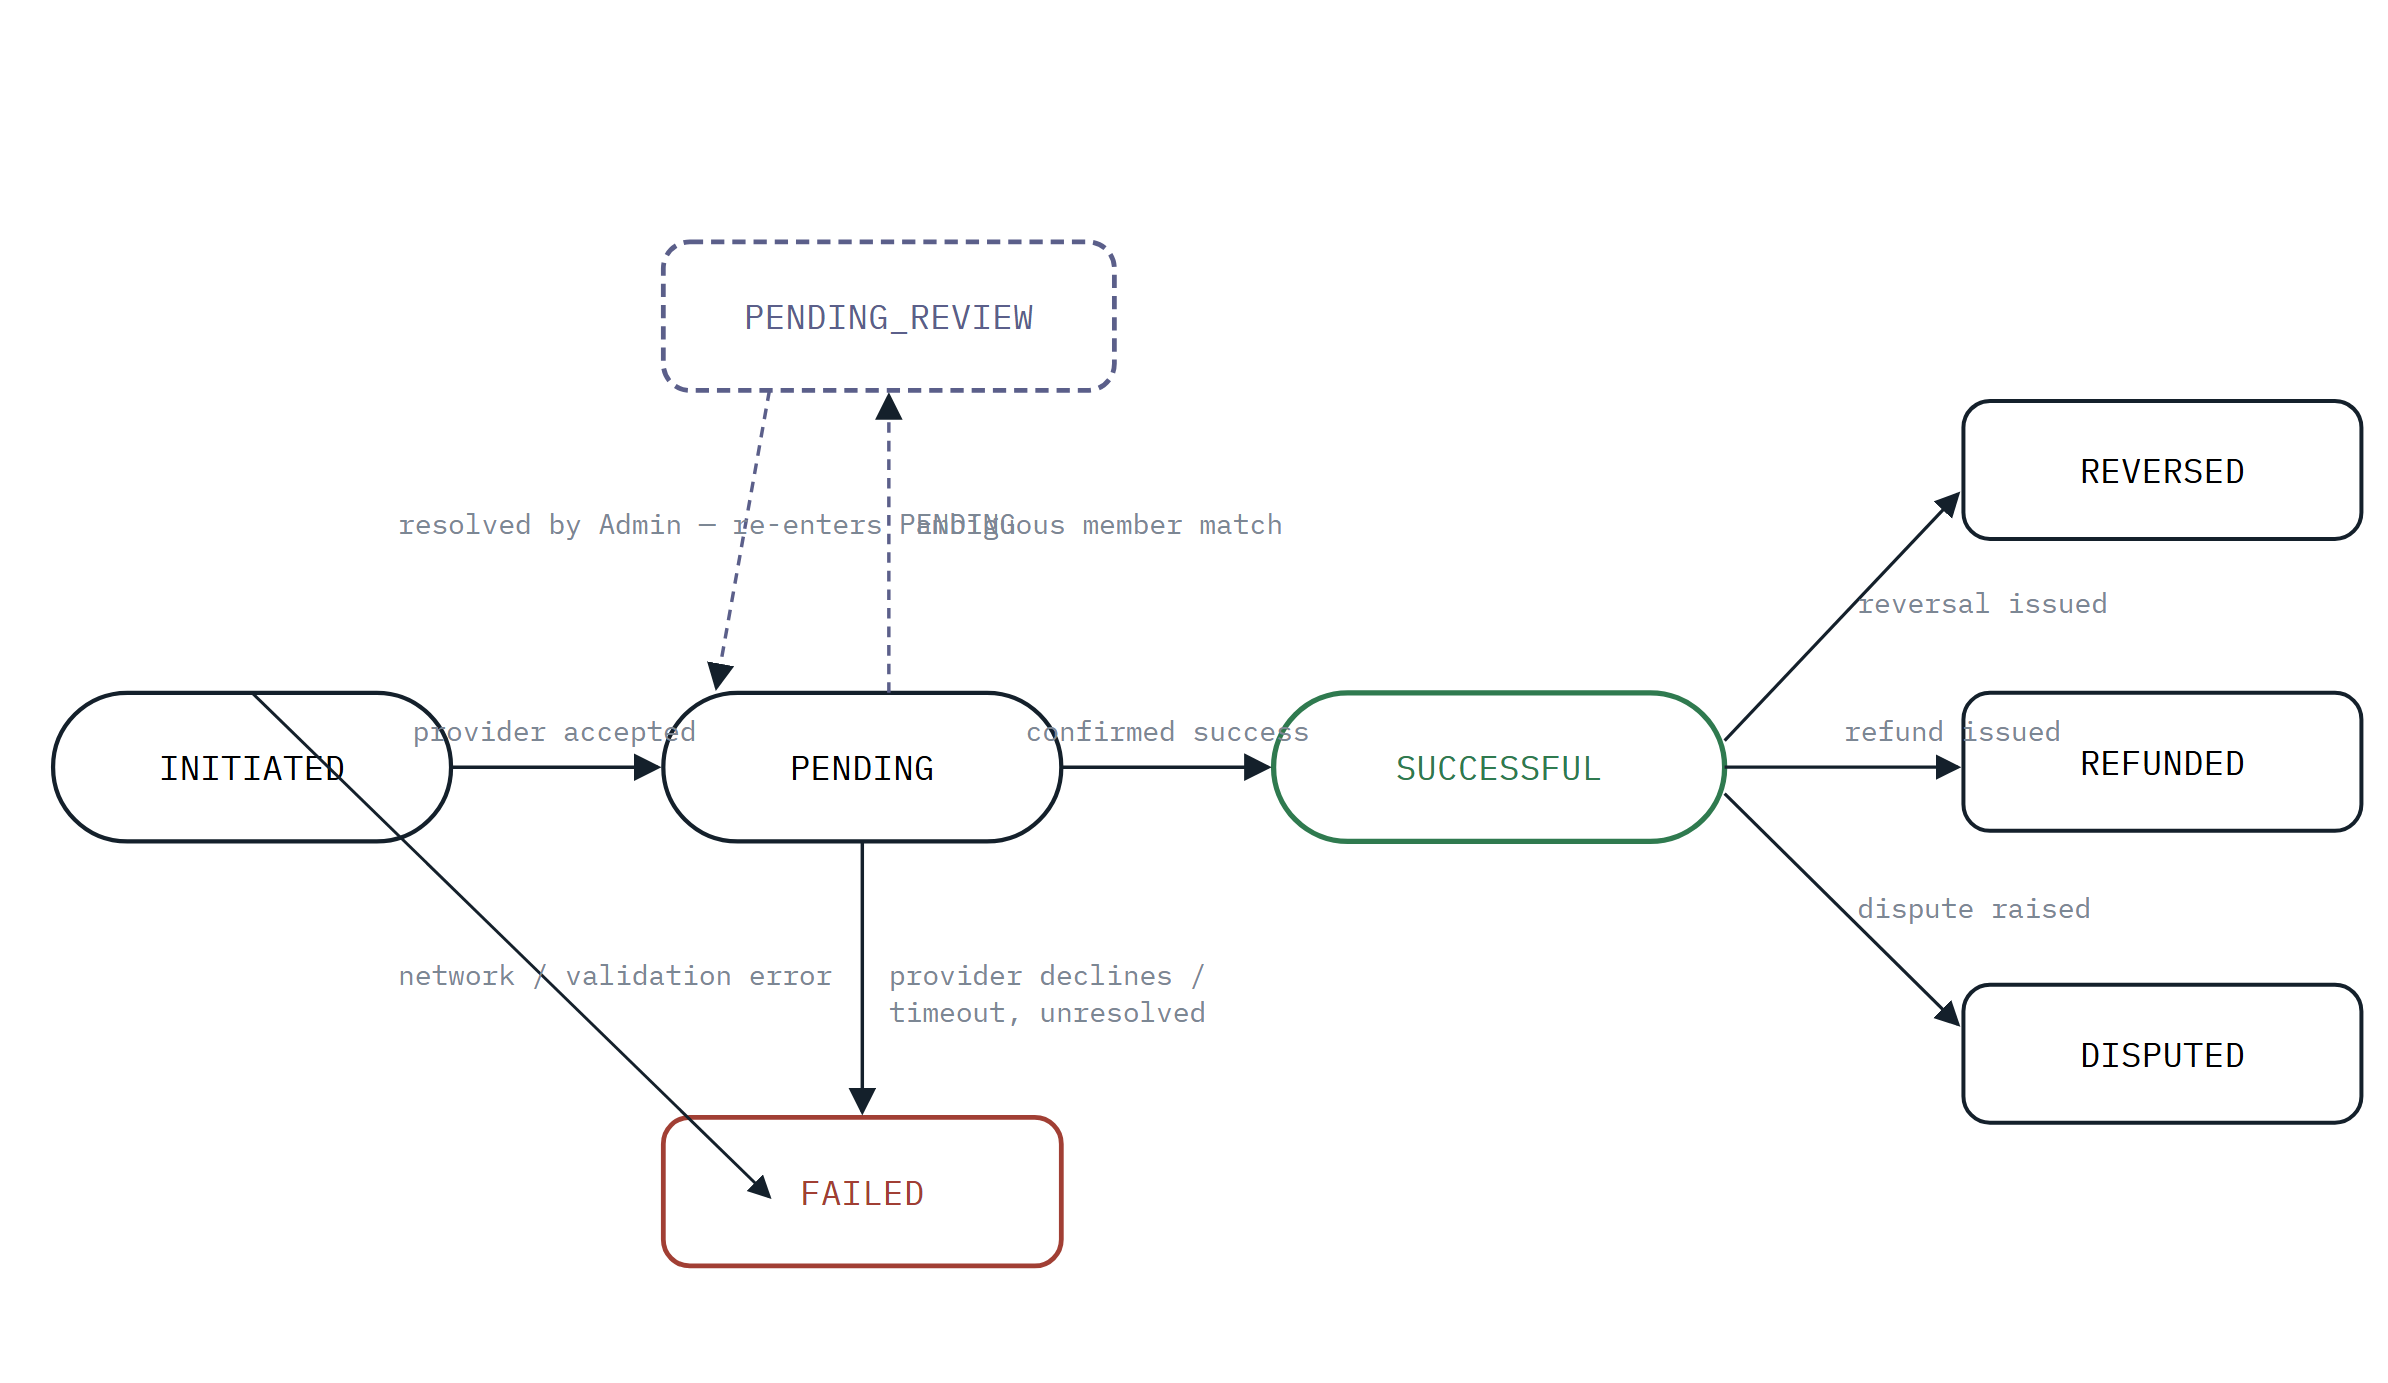 PENDING_REVIEW
REVERSED
resolved by Admin — re-enters PENDING
ambiguous member match
reversal issued
provider accepted
confirmed success
refund issued
INITIATED
PENDING
SUCCESSFUL
REFUNDED
dispute raised
network / validation error
provider declines /
timeout, unresolved
DISPUTED
FAILED